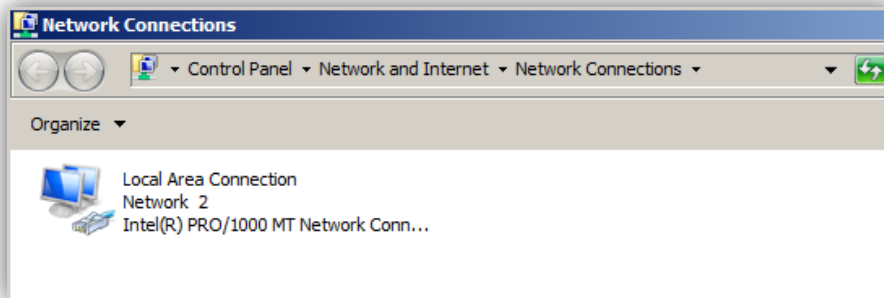 Network Connections
Control Panel Network and Internet Network Connections
Organize
Local Area Connection
Network 2
Intel(R) PRO/1000 MT Network Conn...